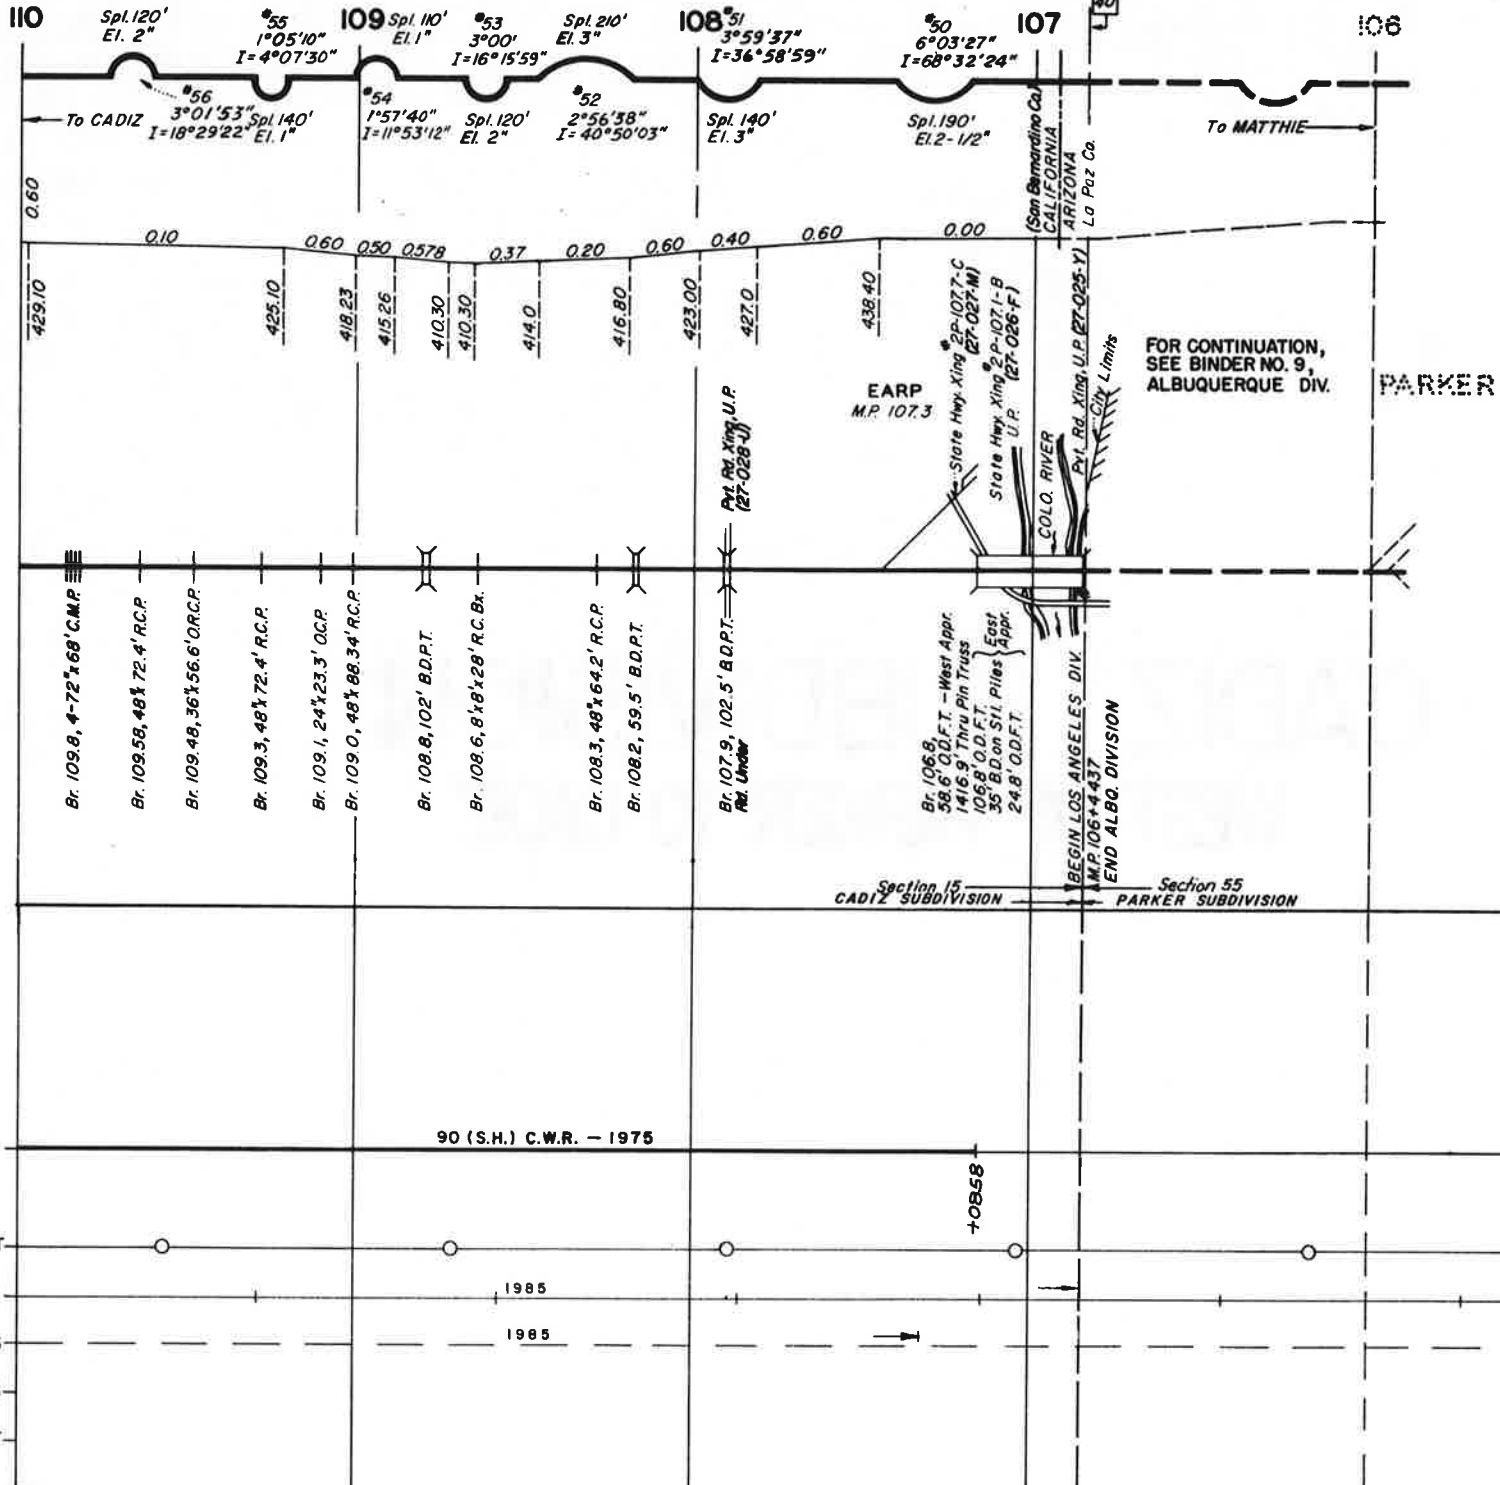 110
Spl. 120'
El. 2"
#55
1°05'10"
I=4°07'30"
109
Spl. 110'
El. 1"
#53
3°00'
I=16°15'59"
Spl. 210'
El. 3"
108
#51
3°59'37"
I=36°58'59"
#50
6°03'27"
I=68°32'24"
107
106
To CADIZ
#56
3°01'53"
I=18°29'22"
Spl. 140'
El. 1"
#54
1°57'40"
I=11°53'12"
Spl. 120'
El. 2"
#52
2°56'38"
I=40°50'03"
Spl. 140'
El. 3"
Spl. 190'
El. 2-1/2"
(San Bernardino Co.)
CALIFORNIA
ARIZONA
La Paz Co.
To MATTHIE
0.60
0.10
0.60
0.50
0.578
0.37
0.20
0.60
0.40
0.60
0.00
429.10
425.10
418.23
415.26
410.30
410.30
414.0
416.80
423.00
427.0
438.40
EARP
M.P. 107.3
State Hwy. Xing #2P-107.7-C
(27-027-M)
State Hwy. Xing #2P-107.1-B
U.P. (27-026-F)
Pvt. Rd. Xing, U.P. (27-025-Y)
City Limits
FOR CONTINUATION,
SEE BINDER NO. 9,
ALBUQUERQUE DIV.
PARKER
Pvt. Rd. Xing, U.P.
(27-028-U)
COLO. RIVER
Br. 109.8, 4-72"x68' C.M.P.
Br. 109.58, 48"x72.4' R.C.P.
Br. 109.48, 36"x56.6' O.R.C.P.
Br. 109.3, 48"x72.4' R.C.P.
Br. 109.1, 24"x23.3' O.C.P.
Br. 109.0, 48"x88.34' R.C.P.
Br. 108.8, 102' B.D.P.T.
Br. 108.6, 8'x8'x28' R.C. Bx.
Br. 108.3, 48"x64.2' R.C.P.
Br. 108.2, 59.5' B.D.P.T.
Br. 107.9, 102.5' B.D.P.T.
Rd. Under
Br. 106.8,
58.6' O.D.F.T. - West Appr.
1416.9' Thru Pin Truss
106.8' O.D.F.T.
35' B.D. on Stl. Piles
24.8' O.D.F.T.
East
Appr.
BEGIN LOS ANGELES DIV.
M.P. 106+4437
END ALBQ. DIVISION
Section 15
CADIZ SUBDIVISION
Section 55
PARKER SUBDIVISION
90 (S.H.) C.W.R. - 1975
+0858
1985
1985